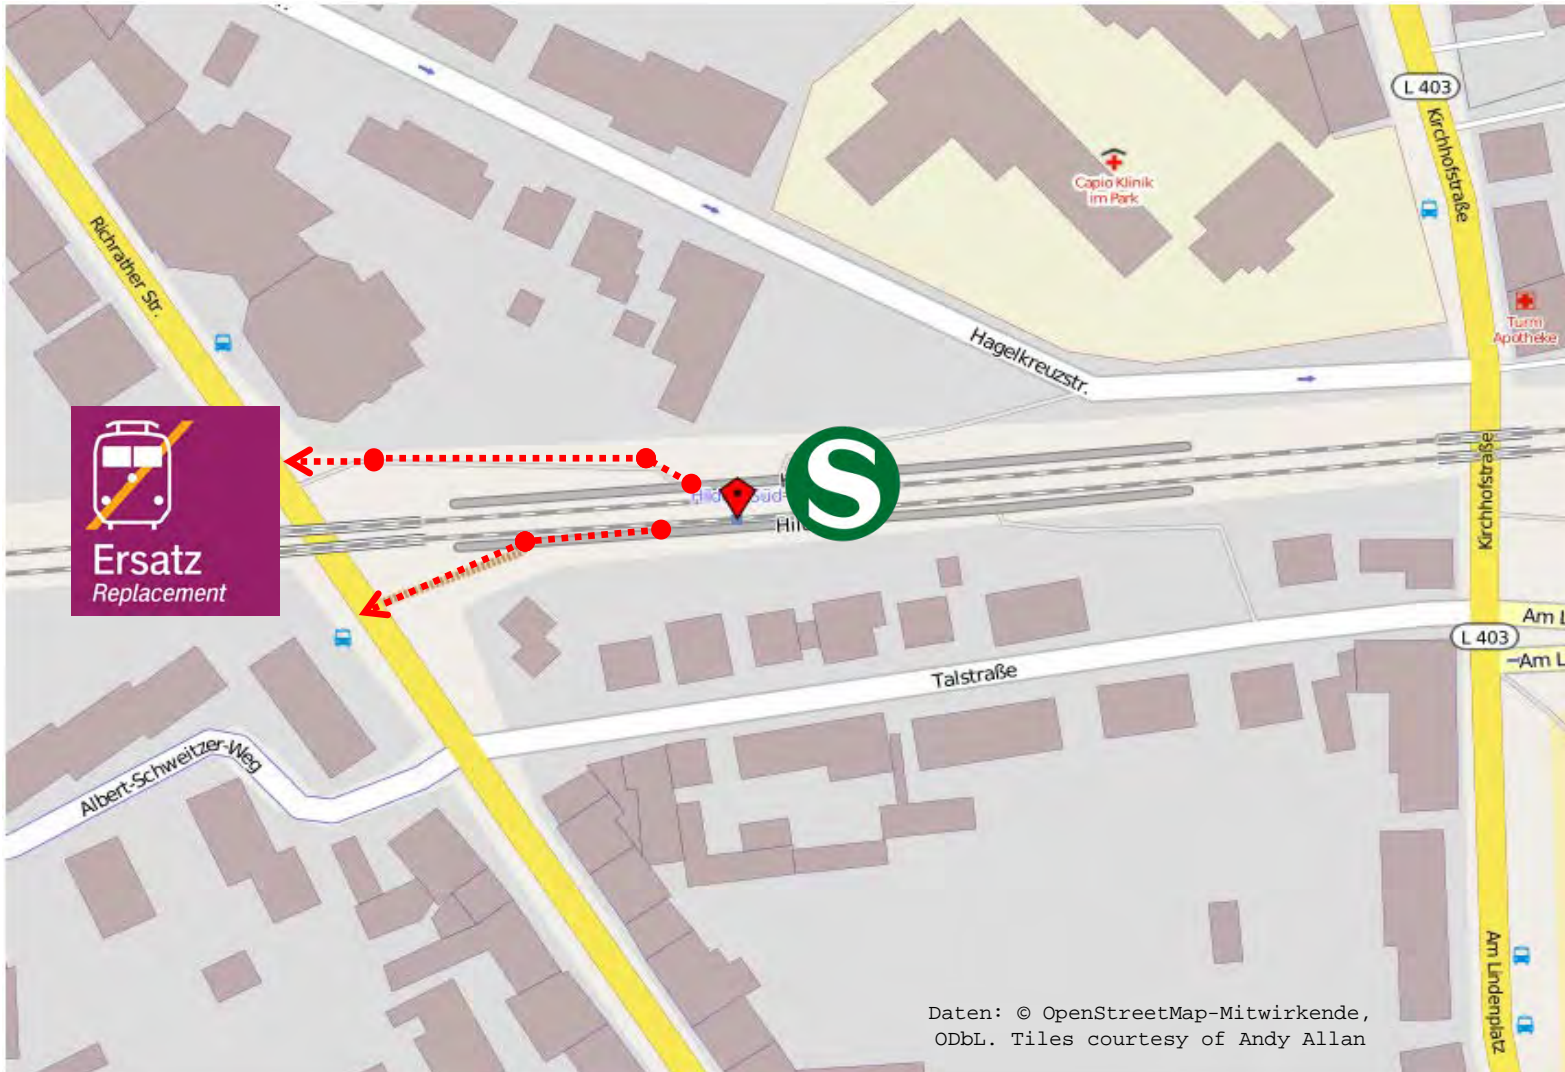 L 403
Kirchhofstraße
Capio Klinik
im Park
Richrather Str.
Turm
Apotheke
Hagelkreuzstr.
S
Ersatz
Replacement
Kirchhofstraße
Am L
L 403
Am L
Talstraße
Albert-Schweitzer-Weg
Am Lindenplatz
Daten: © OpenStreetMap-Mitwirkende,
ODbL. Tiles courtesy of Andy Allan